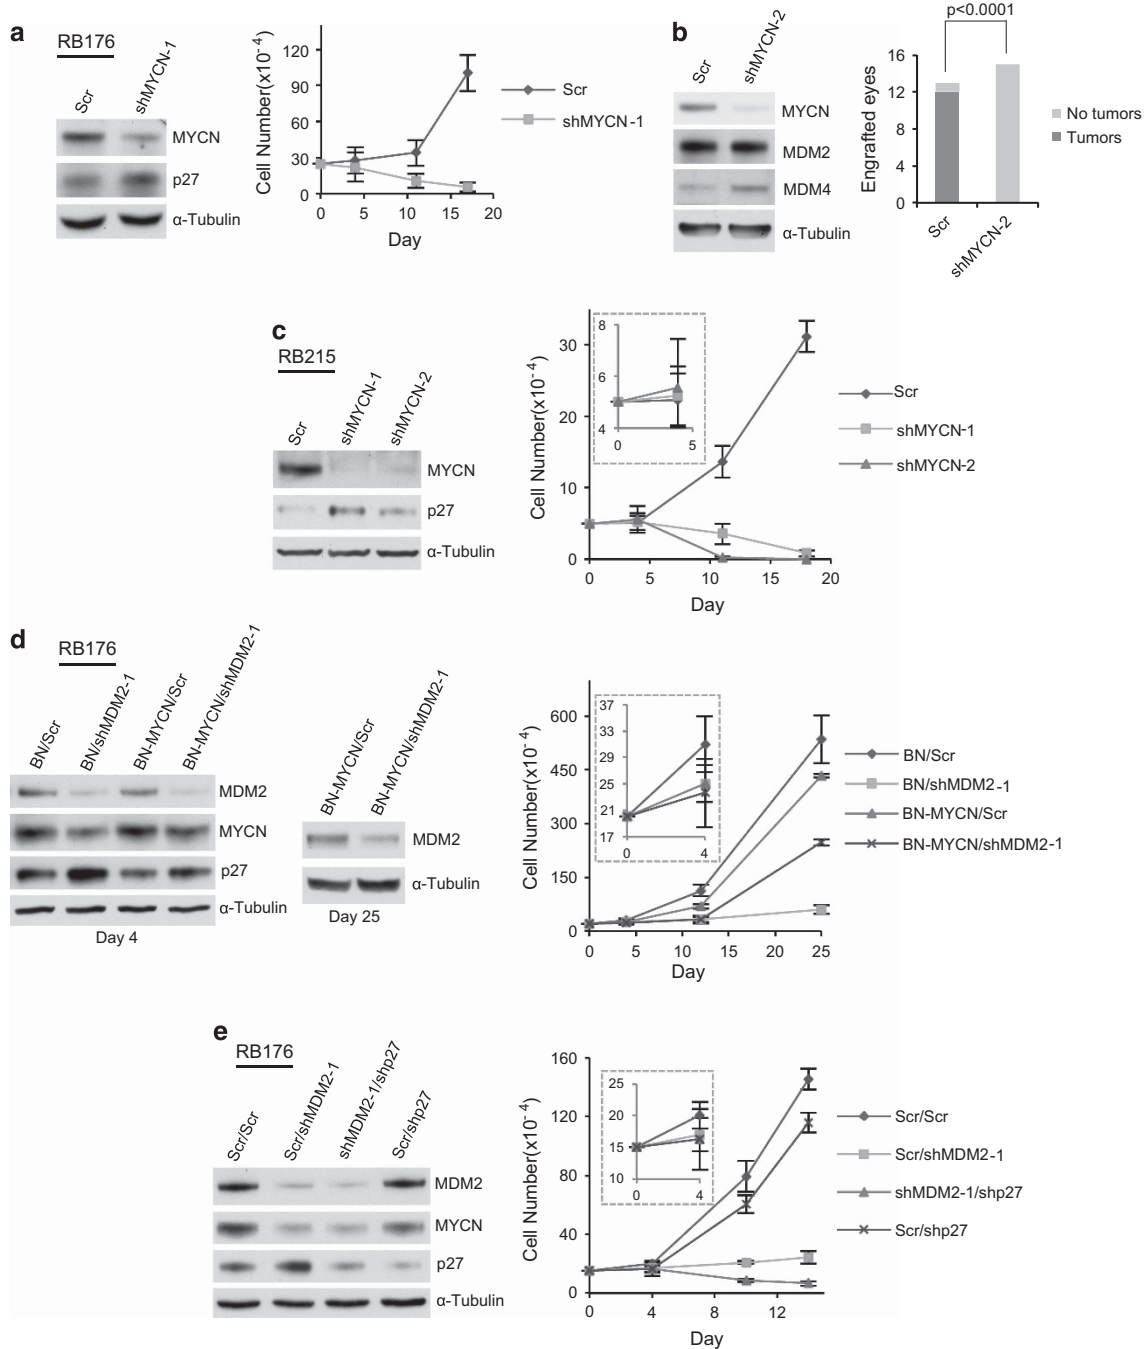 a
RB176
Scr
shMYCN-1
MYCN
p27
α-Tubulin
Cell Number(x10⁻⁴)
120
90
60
30
0
0 5 10 15 20
Day
Scr
shMYCN-1
b
Scr
shMYCN-2
MYCN
MDM2
MDM4
α-Tubulin
p<0.0001
Engrafted eyes
16
12
8
4
0
Scr
shMYCN-2
No tumors
Tumors
c
RB215
Scr
shMYCN-1
shMYCN-2
MYCN
p27
α-Tubulin
Cell Number(x10⁻⁴)
30
20
10
0
0 5 10 15 20
Day
8
6
4
0 5
Scr
shMYCN-1
shMYCN-2
d
RB176
BN/Scr
BN/shMDM2-1
BN-MYCN/Scr
BN-MYCN/shMDM2-1
MDM2
MYCN
p27
α-Tubulin
Day 4
BN-MYCN/Scr
BN-MYCN/shMDM2-1
MDM2
α-Tubulin
Day 25
Cell Number(x10⁻⁴)
600
450
300
150
0
0 5 10 15 20 25
Day
37
33
29
25
21
17
0 4
BN/Scr
BN/shMDM2-1
BN-MYCN/Scr
BN-MYCN/shMDM2-1
e
RB176
Scr/Scr
Scr/shMDM2-1
shMDM2-1/shp27
Scr/shp27
MDM2
MYCN
p27
α-Tubulin
Cell Number(x10⁻⁴)
160
120
80
40
0
0 4 8 12
Day
25
20
15
10
0 4
Scr/Scr
Scr/shMDM2-1
shMDM2-1/shp27
Scr/shp27